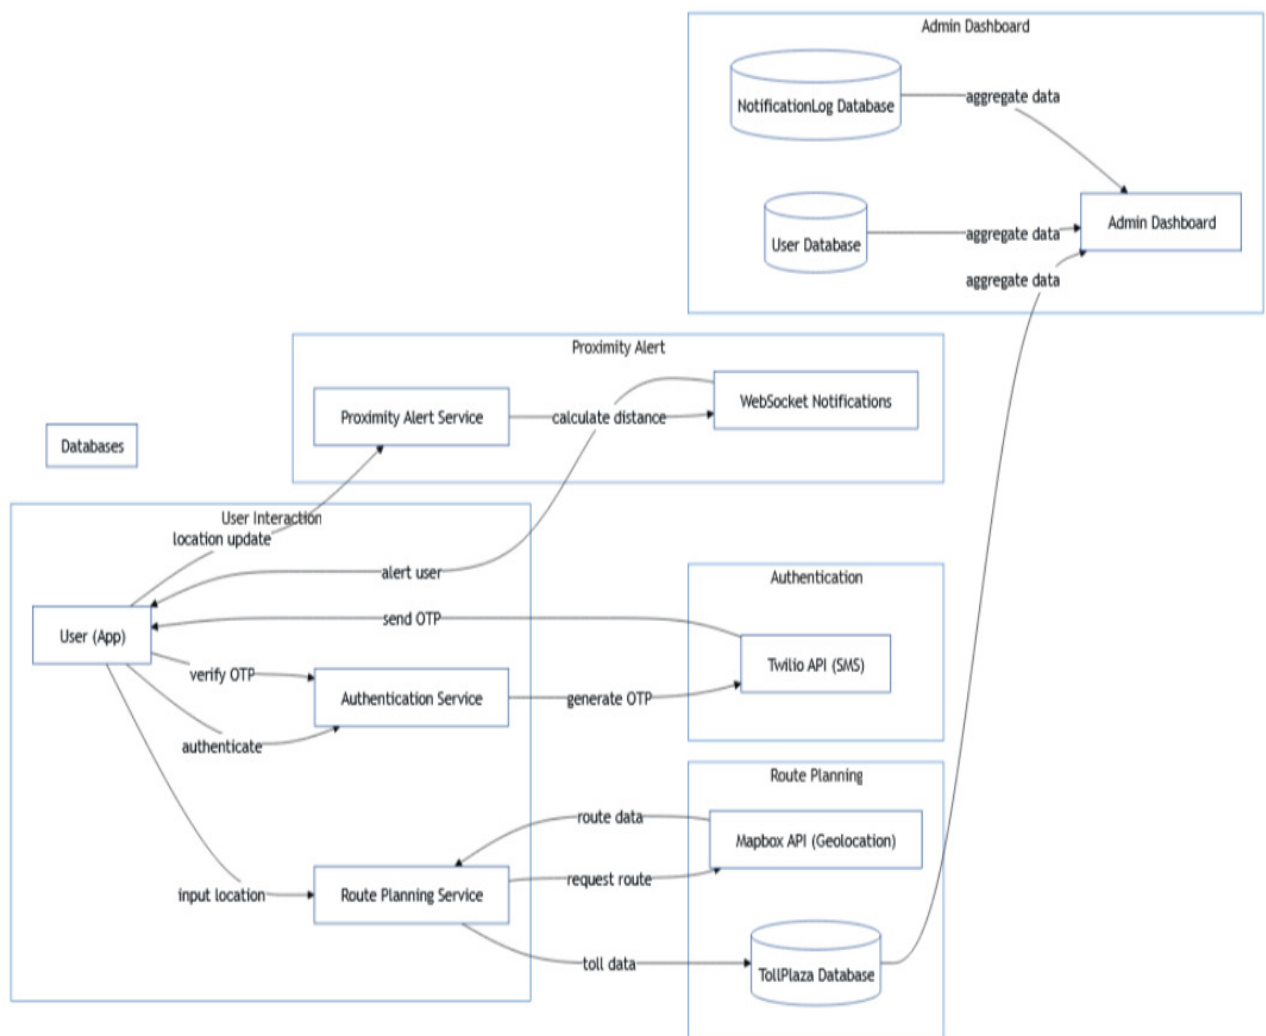 Admin Dashboard
NotificationLog Database
aggregate data
User Database
aggregate data
Admin Dashboard
aggregate data
Proximity Alert
Proximity Alert Service
calculate distance
WebSocket Notifications
Databases
User Interaction
location update
alert user
send OTP
User (App)
verify OTP
Authentication Service
authenticate
generate OTP
Authentication
Twilio API (SMS)
Route Planning
route data
Mapbox API (Geolocation)
request route
input location
Route Planning Service
toll data
TollPlaza Database